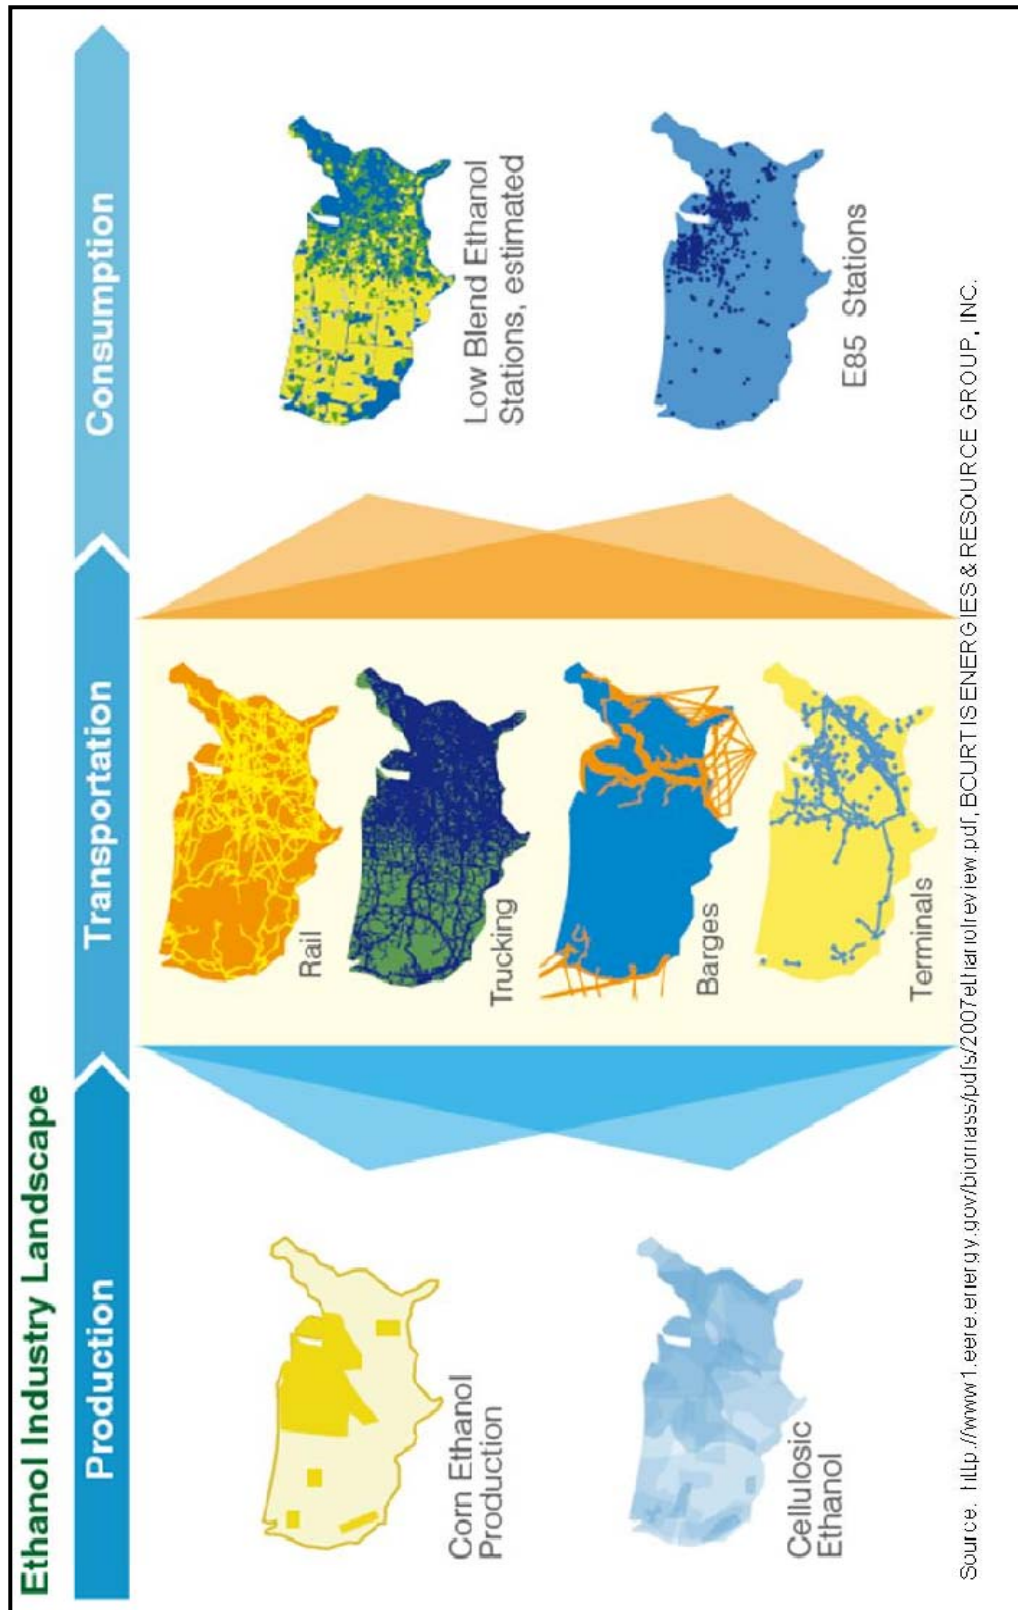 Ethanol Industry Landscape
Production
Transportation
Consumption
Corn Ethanol
Production
Cellulosic
Ethanol
Rail
Trucking
Barges
Terminals
Low Blend Ethanol
Stations, estimated
E85 Stations
Source. http://www1.eere.energy.gov/biomass/pdfs/2007ethanolreview.pdf, BCURTISENERGIES & RESOURCE GROUP, INC.